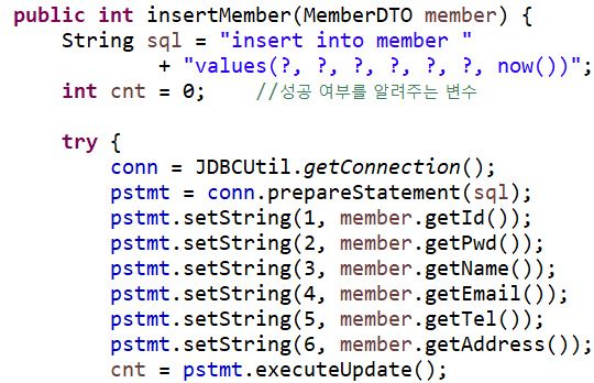 public int insertMember(MemberDTO member) {
    String sql = "insert into member "
            + "values(?, ?, ?, ?, ?, ?, now())";
    int cnt = 0;    //성공 여부를 알려주는 변수
    try {
        conn = JDBCUtil.getConnection();
        pstmt = conn.prepareStatement(sql);
        pstmt.setString(1, member.getId());
        pstmt.setString(2, member.getPwd());
        pstmt.setString(3, member.getName());
        pstmt.setString(4, member.getEmail());
        pstmt.setString(5, member.getTel());
        pstmt.setString(6, member.getAddress());
        cnt = pstmt.executeUpdate();